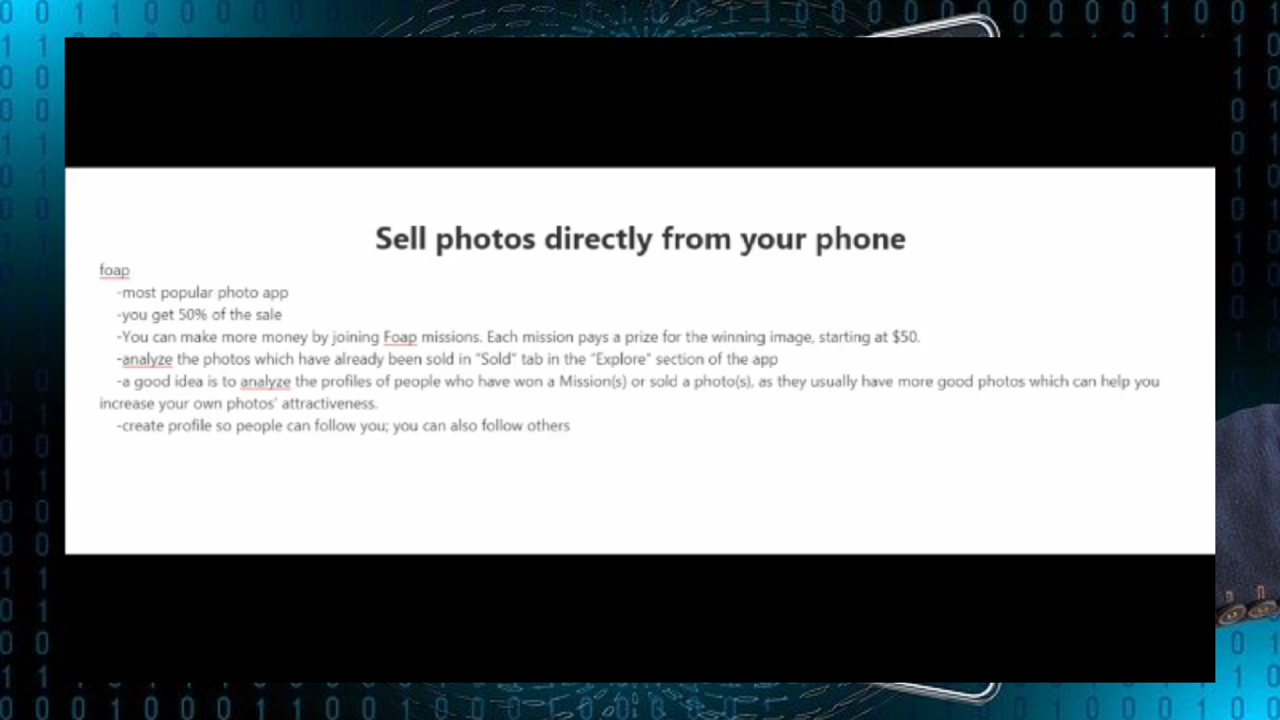 Sell photos directly from your phone
foap
-most popular photo app
-you get 50% of the sale
-You can make more money by joining Foap missions. Each mission pays a prize for the winning image, starting at $50.
-analyze the photos which have already been sold in “Sold” tab in the “Explore” section of the app
-a good idea is to analyze the profiles of people who have won a Mission(s) or sold a photo(s), as they usually have more good photos which can help you
increase your own photos’ attractiveness.
-create profile so people can follow you; you can also follow others